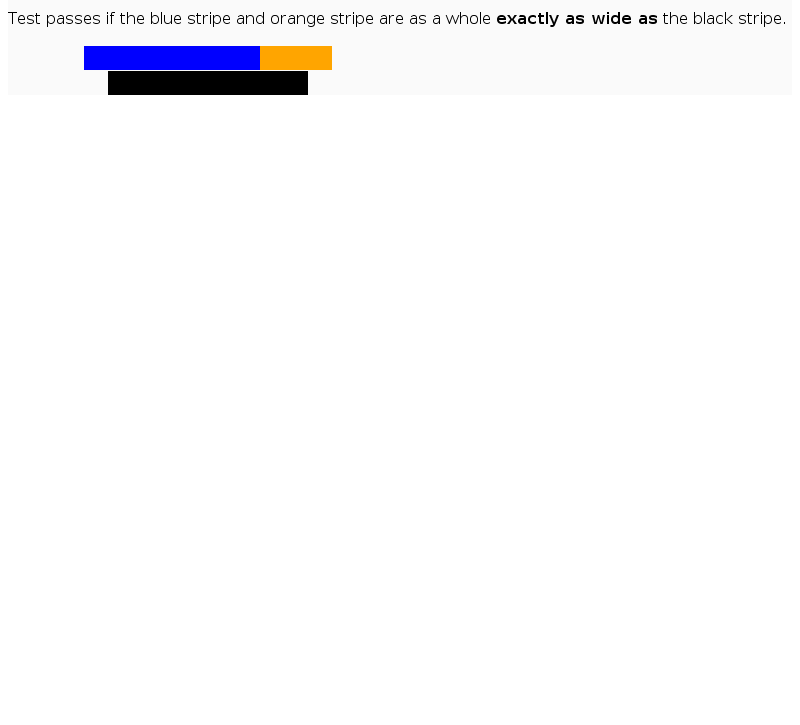 Test passes if the blue stripe and orange stripe are as a whole exactly as wide as the black stripe.